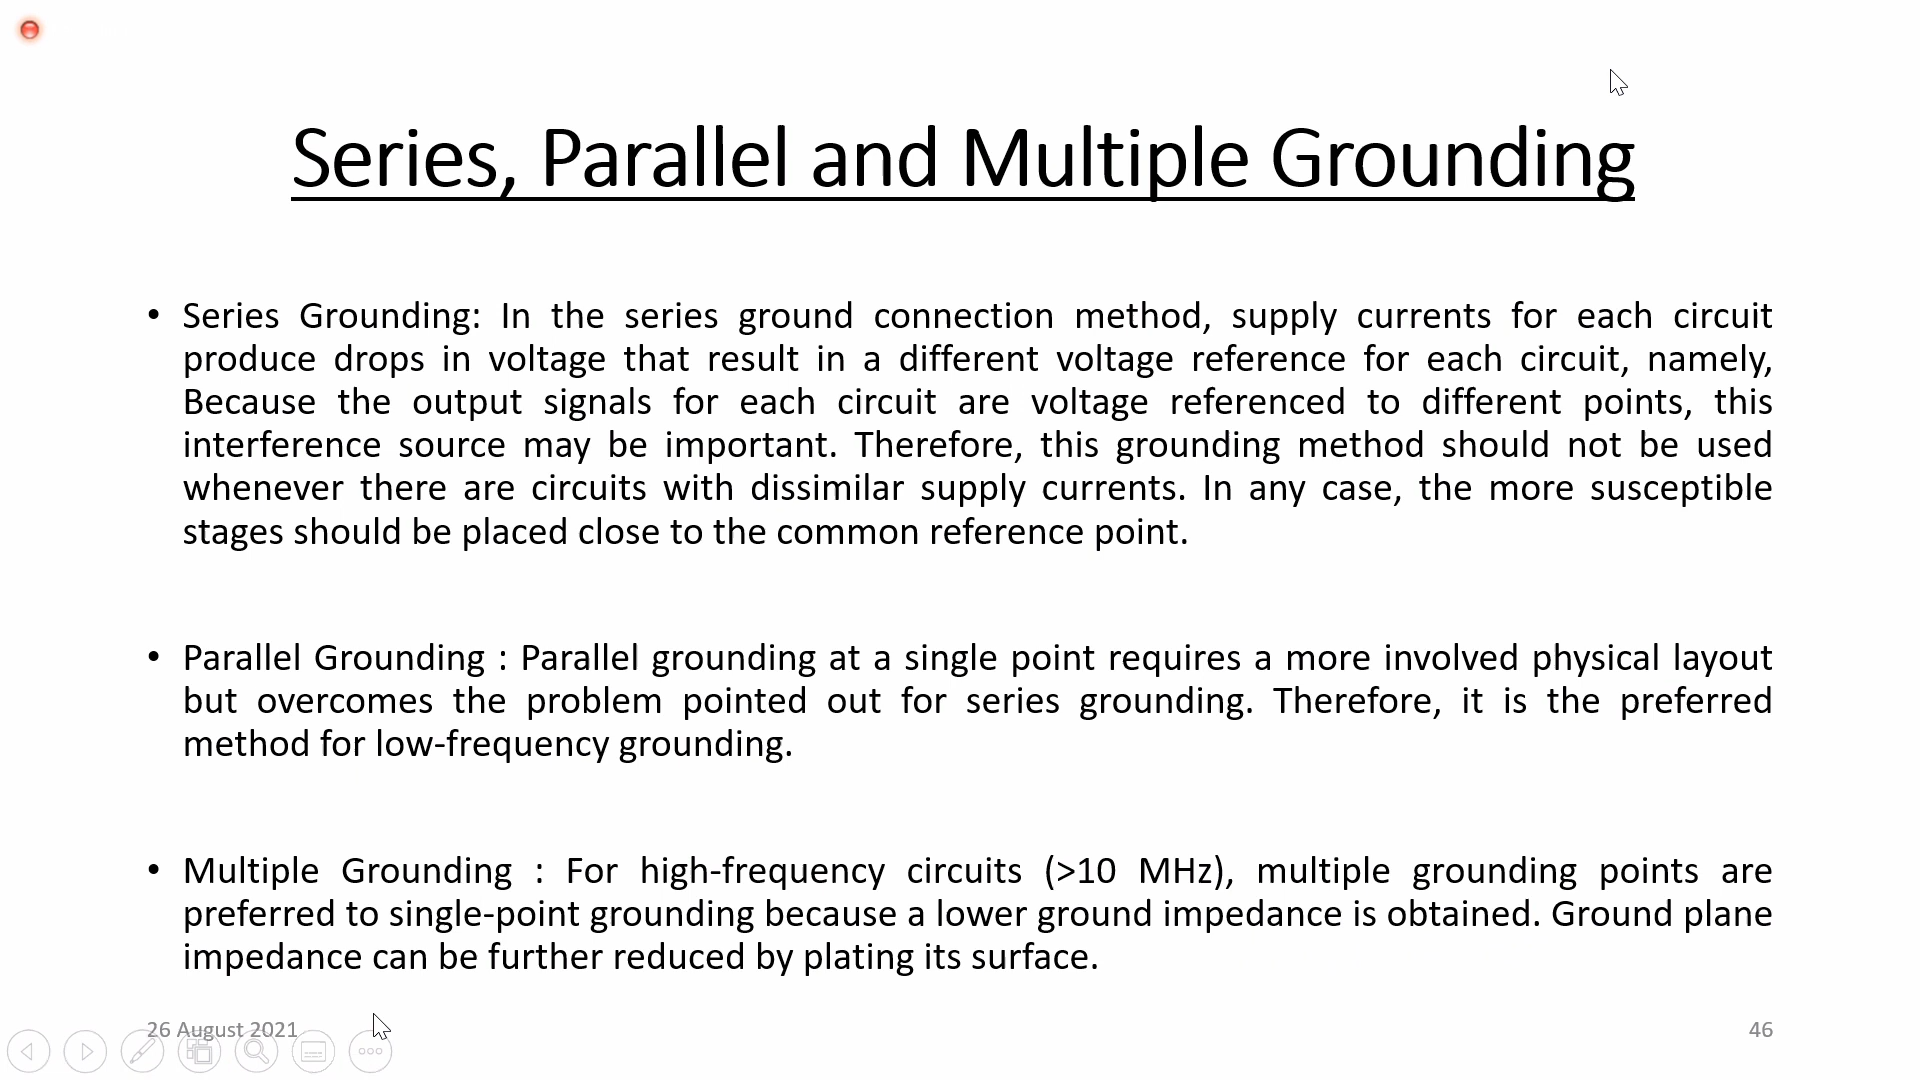 Series, Parallel and Multiple Grounding
• Series Grounding: In the series ground connection method, supply currents for each circuit
produce drops in voltage that result in a different voltage reference for each circuit, namely,
Because the output signals for each circuit are voltage referenced to different points, this
interference source may be important. Therefore, this grounding method should not be used
whenever there are circuits with dissimilar supply currents. In any case, the more susceptible
stages should be placed close to the common reference point.
• Parallel Grounding : Parallel grounding at a single point requires a more involved physical layout
but overcomes the problem pointed out for series grounding. Therefore, it is the preferred
method for low-frequency grounding.
• Multiple Grounding : For high-frequency circuits (>10 MHz), multiple grounding points are
preferred to single-point grounding because a lower ground impedance is obtained. Ground plane
impedance can be further reduced by plating its surface.
26 August 2021
46